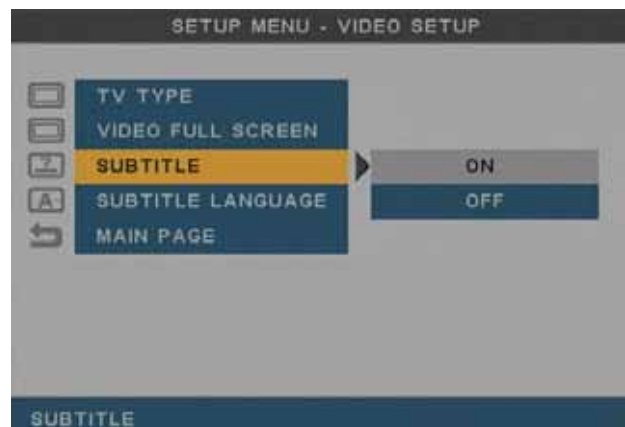 SETUP MENU - VIDEO SETUP
TV TYPE
VIDEO FULL SCREEN
SUBTITLE ON
SUBTITLE LANGUAGE OFF
MAIN PAGE
SUBTITLE